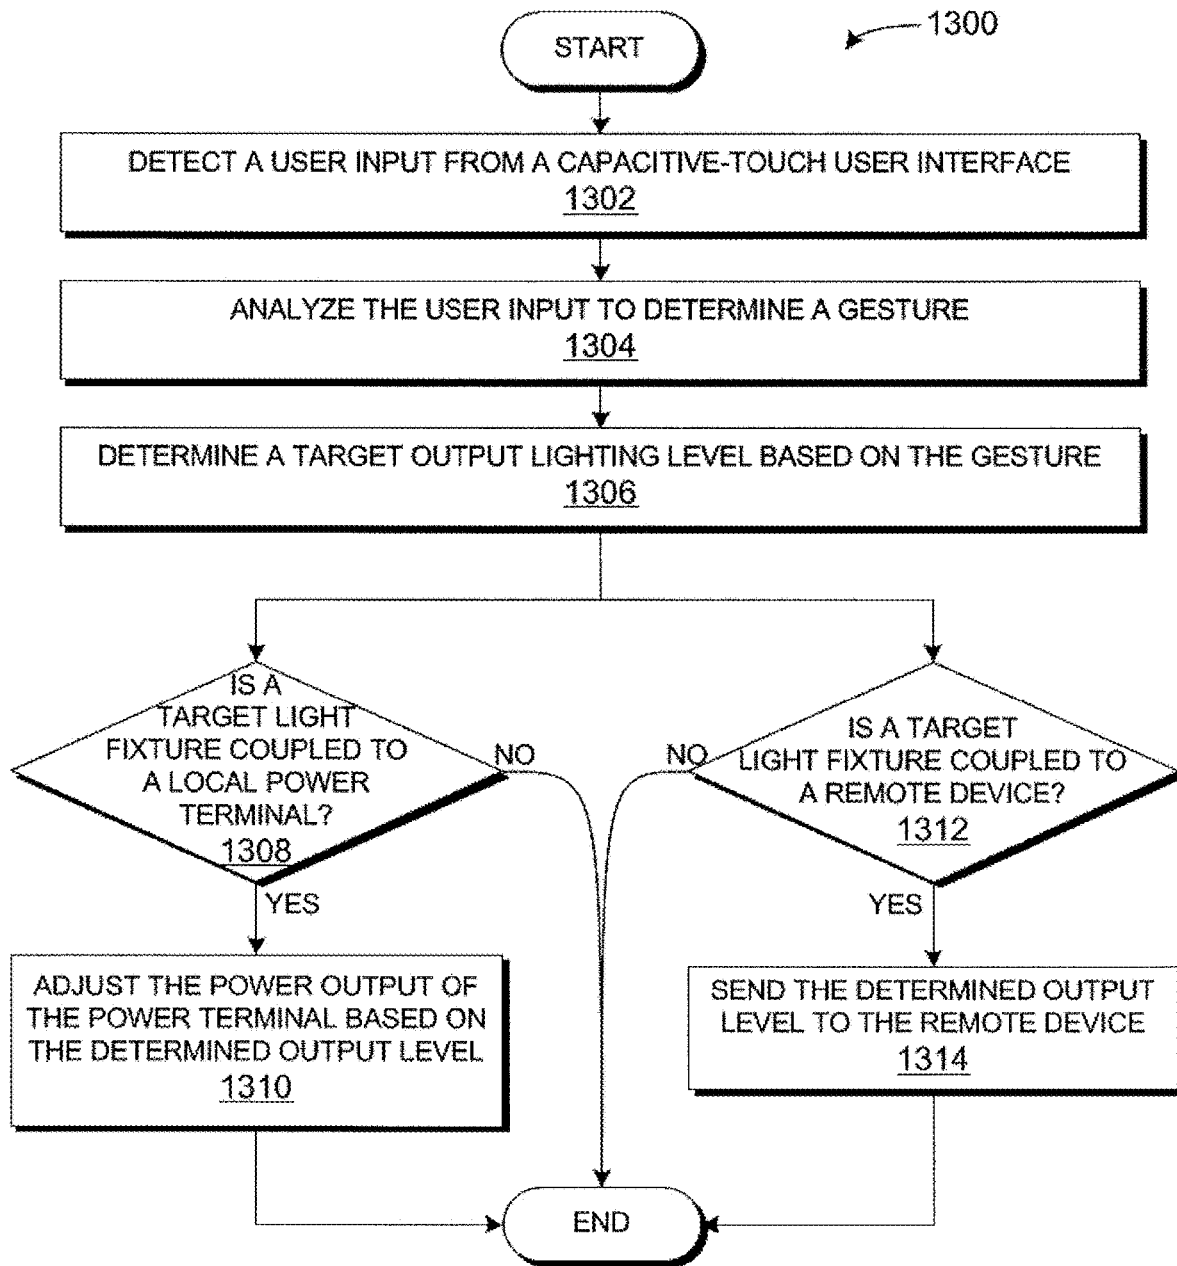 START
1300
DETECT A USER INPUT FROM A CAPACITIVE-TOUCH USER INTERFACE
1302
ANALYZE THE USER INPUT TO DETERMINE A GESTURE
1304
DETERMINE A TARGET OUTPUT LIGHTING LEVEL BASED ON THE GESTURE
1306
IS A
TARGET LIGHT
FIXTURE COUPLED TO
A LOCAL POWER
TERMINAL?
1308
NO
YES
NO
IS A TARGET
LIGHT FIXTURE COUPLED TO
A REMOTE DEVICE?
1312
YES
ADJUST THE POWER OUTPUT OF
THE POWER TERMINAL BASED ON
THE DETERMINED OUTPUT LEVEL
1310
SEND THE DETERMINED OUTPUT
LEVEL TO THE REMOTE DEVICE
1314
END